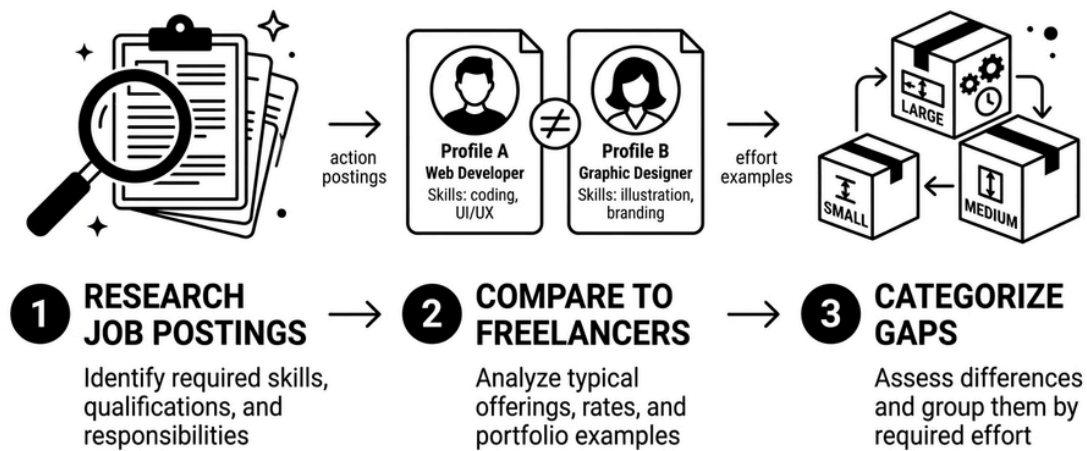 action
postings
Profile A
Web Developer
Skills: coding,
UI/UX
≠
Profile B
Graphic Designer
Skills: illustration,
branding
effort
examples
LARGE
SMALL
MEDIUM
1
RESEARCH
JOB POSTINGS
Identify required skills,
qualifications, and
responsibilities
2
COMPARE TO
FREELANCERS
Analyze typical
offerings, rates, and
portfolio examples
3
CATEGORIZE
GAPS
Assess differences
and group them by
required effort